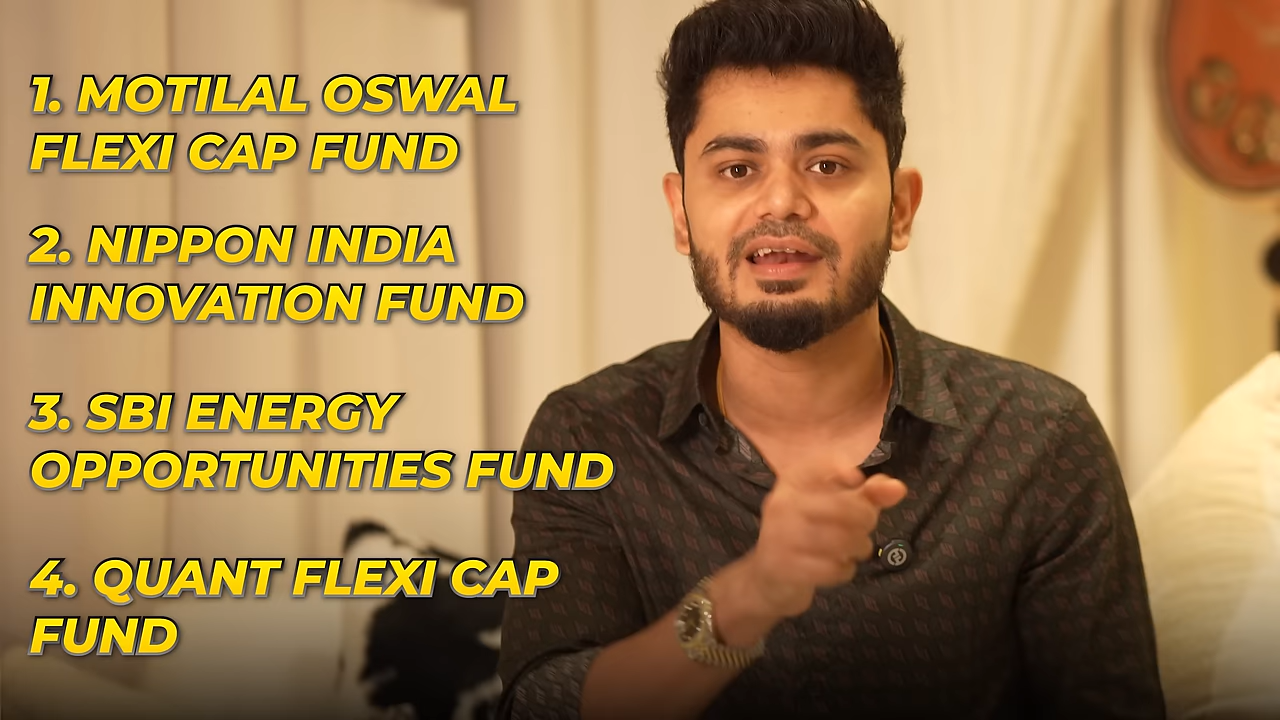 1. MOTILAL OSWAL
FLEXI CAP FUND
2. NIPPON INDIA
INNOVATION FUND
3. SBI ENERGY
OPPORTUNITIES FUND
4. QUANT FLEXI CAP
FUND